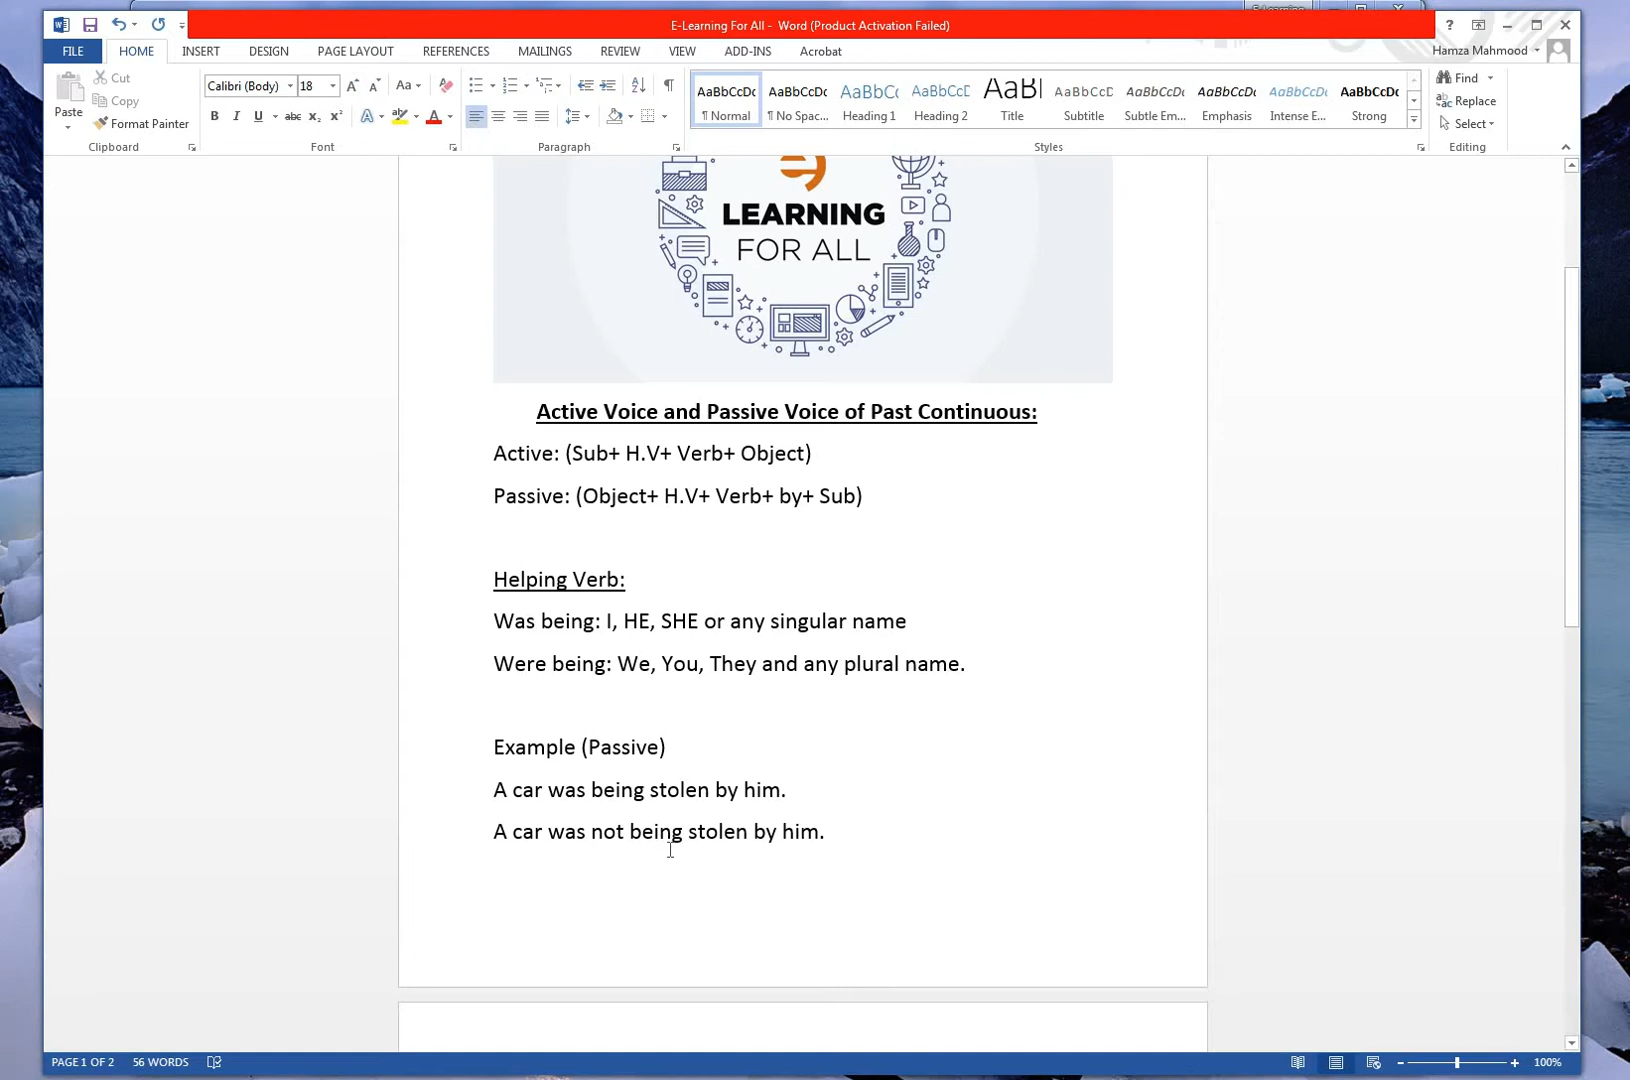 E-Learning For All - Word (Product Activation Failed)
FILE HOME INSERT DESIGN PAGE LAYOUT REFERENCES MAILINGS REVIEW VIEW ADD-INS Acrobat Hamza Mahmood
Paste
Cut
Copy
Format Painter
Clipboard
Calibri (Body) 18
Font
Paragraph
AaBbCcDc AaBbCcDc AaBbCc AaBbCcD AaBl AaBbCcD AaBbCcDc AaBbCcDc AaBbCcDc AaBbCcDc
¶ Normal ¶ No Spac... Heading 1 Heading 2 Title Subtitle Subtle Em... Emphasis Intense E... Strong
Styles
Find
Replace
Select
Editing
LEARNING
FOR ALL
Active Voice and Passive Voice of Past Continuous:
Active: (Sub+ H.V+ Verb+ Object)
Passive: (Object+ H.V+ Verb+ by+ Sub)
Helping Verb:
Was being: I, HE, SHE or any singular name
Were being: We, You, They and any plural name.
Example (Passive)
A car was being stolen by him.
A car was not being stolen by him.
PAGE 1 OF 2 56 WORDS 100%